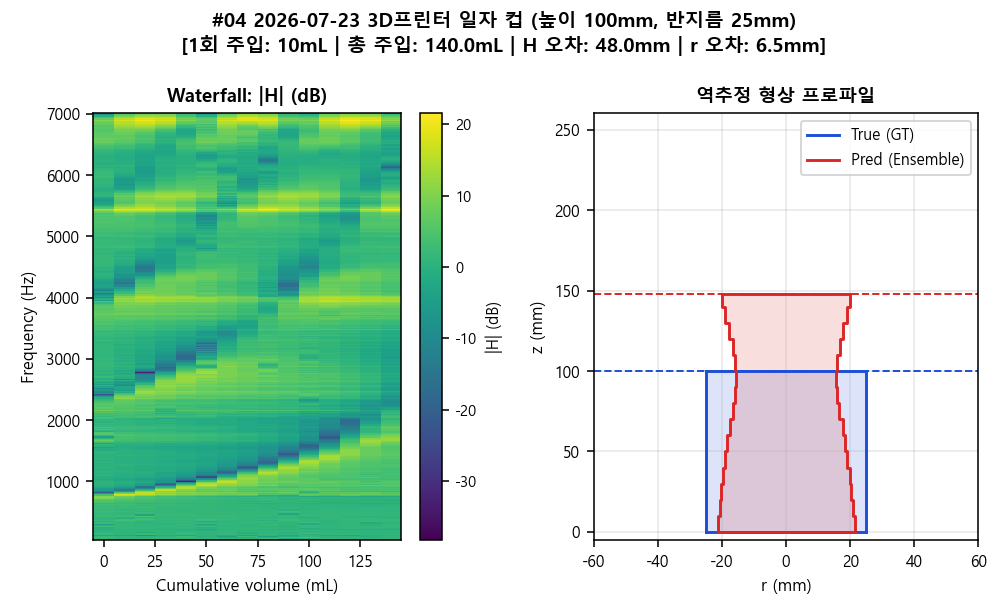 #04 2026-07-23 3D프린터 일자 컵 (높이 100mm, 반지름 25mm)
[1회 주입: 10mL | 총 주입: 140.0mL | H 오차: 48.0mm | r 오차: 6.5mm]
Waterfall: |H| (dB)
7000
6000
5000
4000
3000
2000
1000
Frequency (Hz)
0
25
50
75
100
125
Cumulative volume (mL)
20
10
0
-10
-20
-30
|H| (dB)
역추정 형상 프로파일
True (GT)
Pred (Ensemble)
250
200
150
100
50
0
z (mm)
-60
-40
-20
0
20
40
60
r (mm)